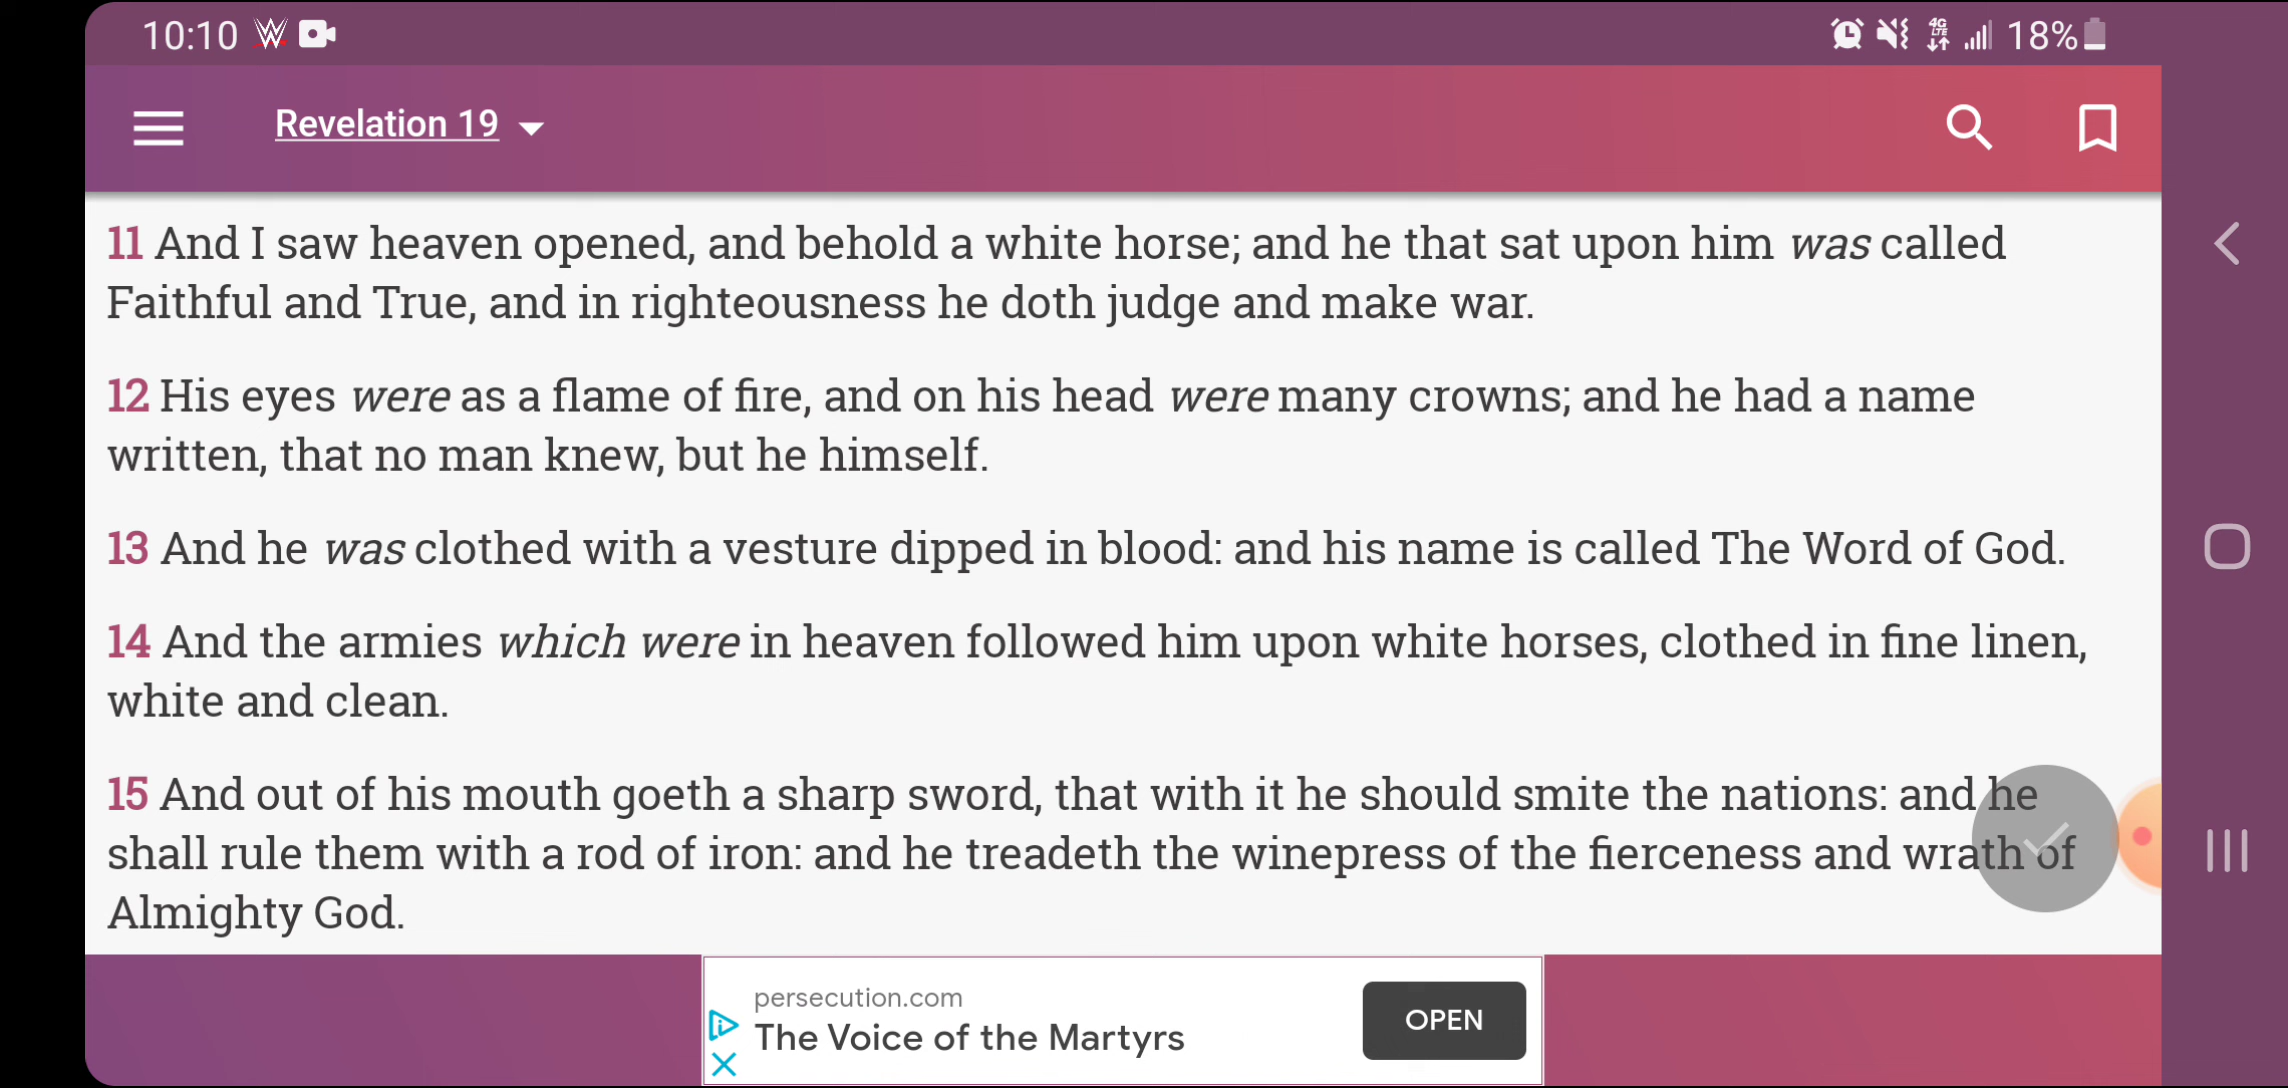 10:10
4G LTE 18%
Revelation 19
11 And I saw heaven opened, and behold a white horse; and he that sat upon him was called
Faithful and True, and in righteousness he doth judge and make war.
12 His eyes were as a flame of fire, and on his head were many crowns; and he had a name
written, that no man knew, but he himself.
13 And he was clothed with a vesture dipped in blood: and his name is called The Word of God.
14 And the armies which were in heaven followed him upon white horses, clothed in fine linen,
white and clean.
15 And out of his mouth goeth a sharp sword, that with it he should smite the nations: and he
shall rule them with a rod of iron: and he treadeth the winepress of the fierceness and wrath of
Almighty God.
persecution.com
The Voice of the Martyrs
OPEN